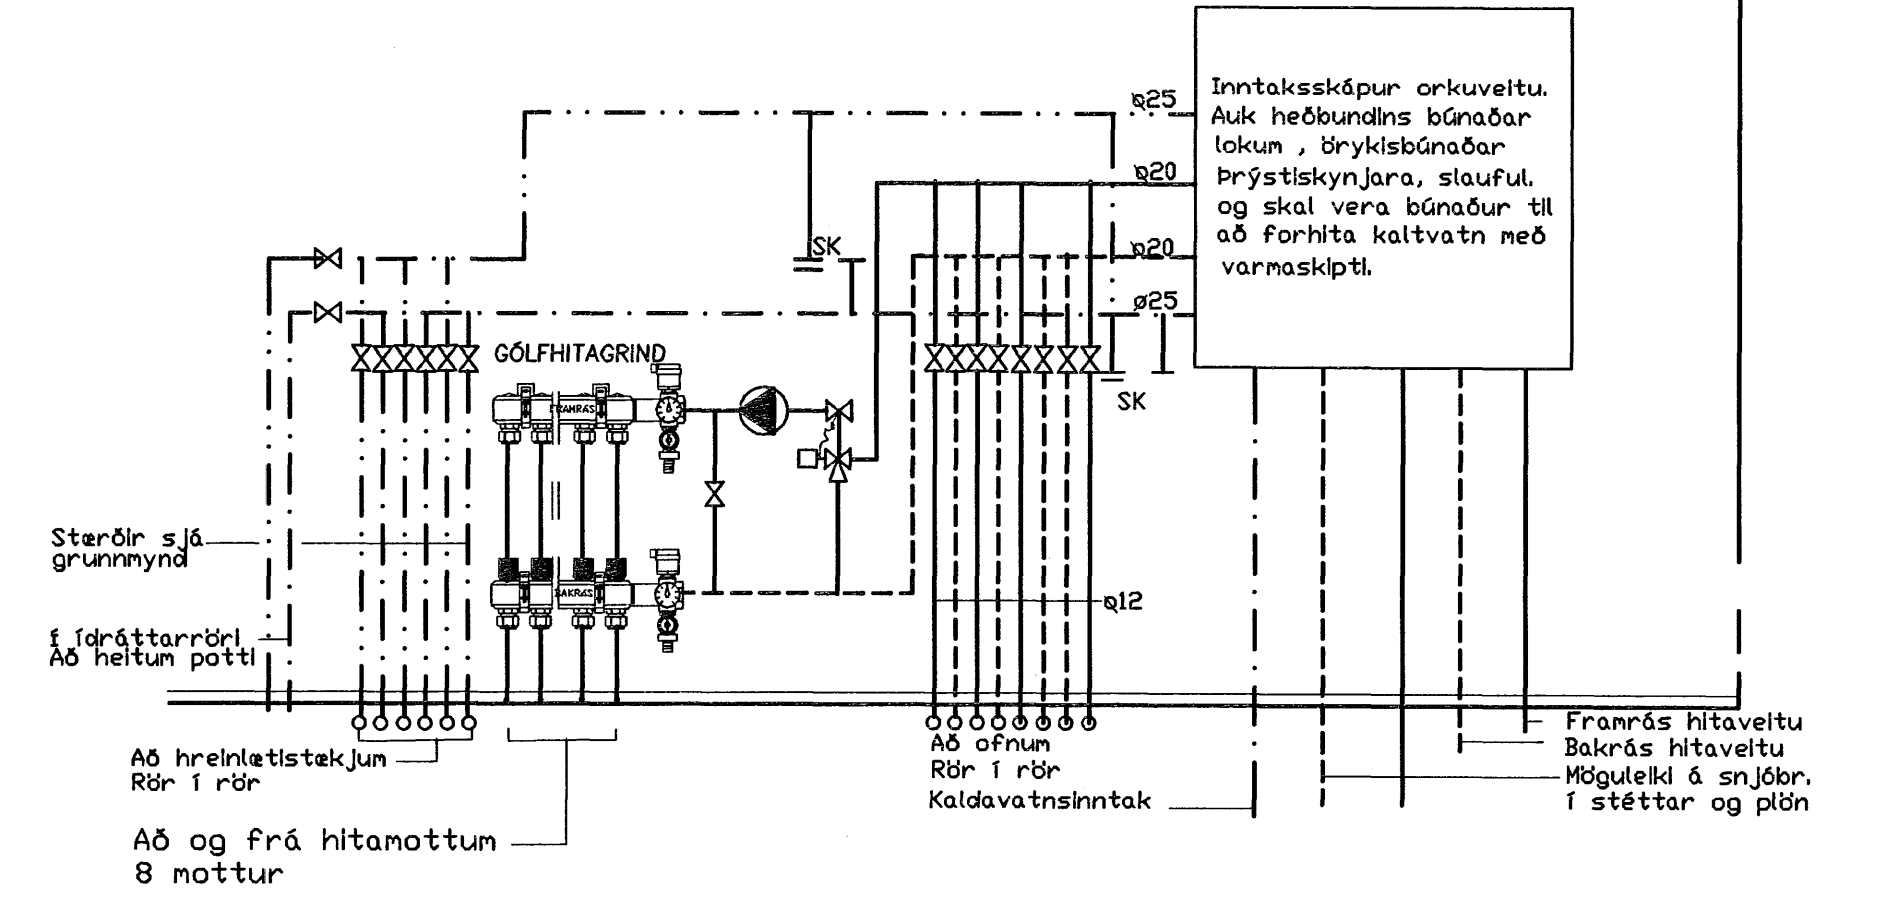 ø25
Inntaksskápur orkuveitu.
Auk heðbundins búnaðar
lokum , örykisbúnaðar
Þrýstiskynjara, slauful.
og skal vera búnaður til
að forhita kaltvatn með
varmaskipti.
ø20
SK
ø20
ø25
GÓLFHITAGRIND
FRAMRÁS
SK
Stærðir sjá
grunnmynd
BAKRÁS
ø12
Í ídráttarröri
Að heitum potti
Framrás hitaveitu
Bakrás hitaveitu
Möguleiki á snjóbr.
í stéttar og plön
Að hreinlætistækjum
Rör í rör
Að ofnum
Rör í rör
Kaldavatnsinntak
Að og frá hitamottum
8 mottur